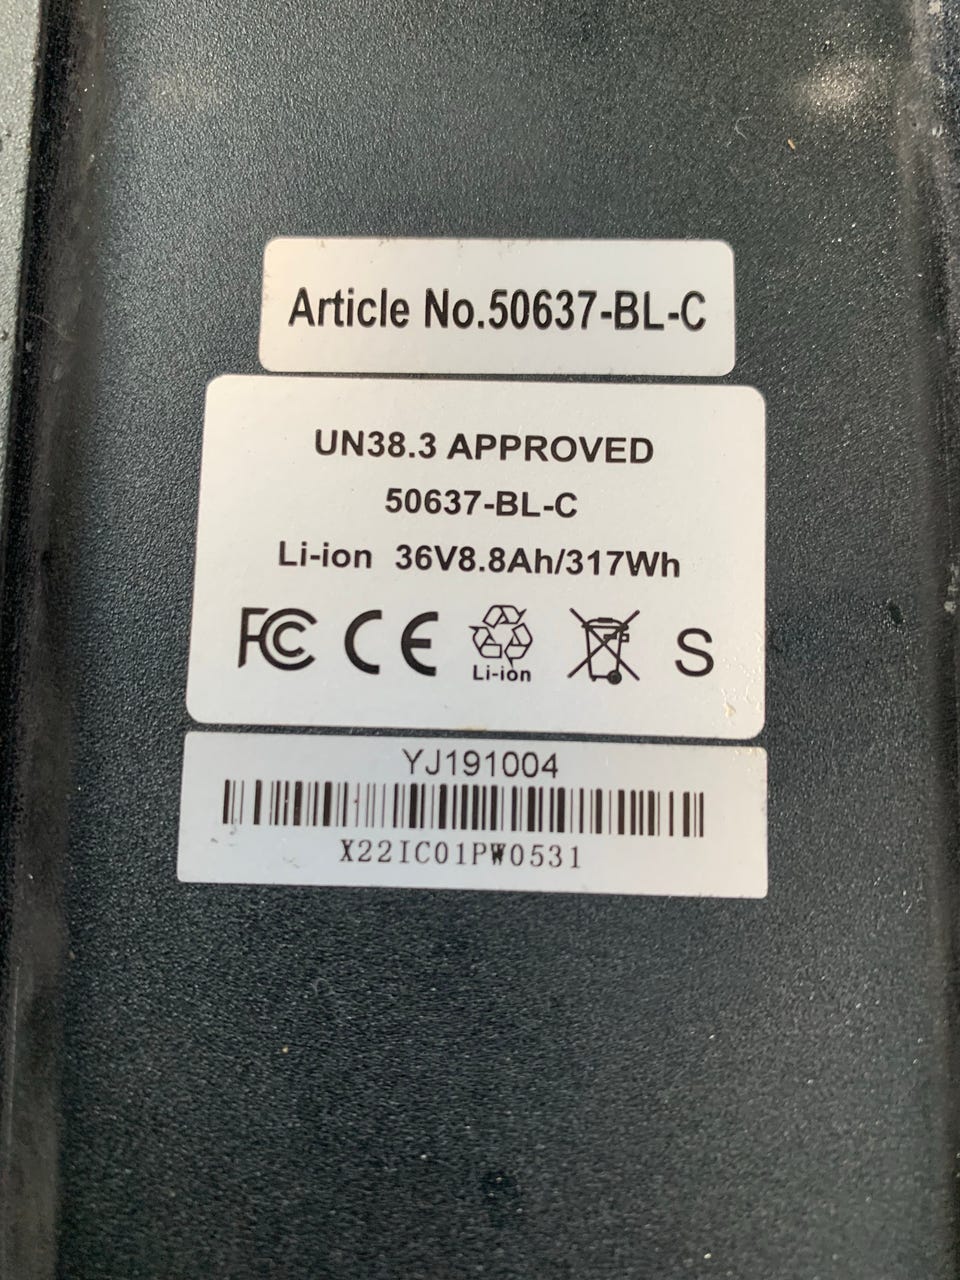 Article No.50637-BL-C
UN38.3 APPROVED
50637-BL-C
Li-ion 36V8.8Ah/317Wh
FC CE Li-ion S
YJ191004
X22IC01PW0531